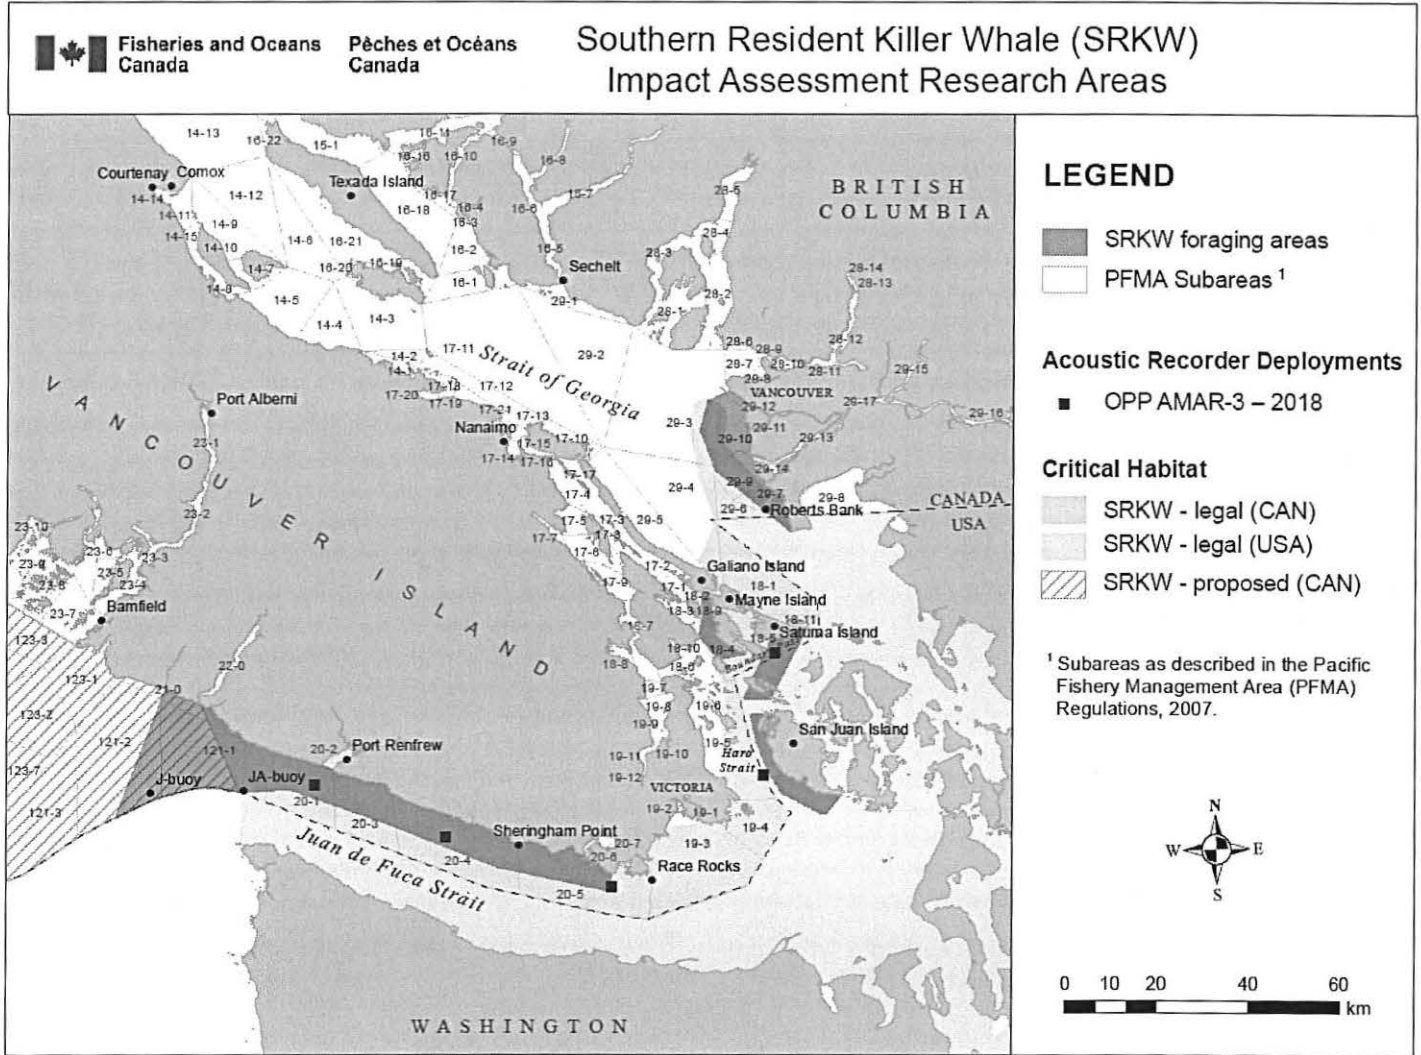 Fisheries and Oceans Canada
Pêches et Océans Canada
Southern Resident Killer Whale (SRKW)
Impact Assessment Research Areas
LEGEND
SRKW foraging areas
PFMA Subareas 1
Acoustic Recorder Deployments
OPP AMAR-3 – 2018
Critical Habitat
SRKW - legal (CAN)
SRKW - legal (USA)
SRKW - proposed (CAN)
1 Subareas as described in the Pacific
Fishery Management Area (PFMA)
Regulations, 2007.
N
W E
S
0 10 20 40 60
km
BRITISH
COLUMBIA
14-13
16-22
15-1
16-11
16-9
16-16
16-10
16-8
Courtenay
Comox
Texada Island
14-14
14-12
16-17
16-18
16-4
16-3
16-6
15-7
28-5
14-11
14-9
14-15
14-10
14-6
16-21
16-2
16-5
28-4
28-3
14-7
16-20
16-19
Sechelt
28-14
28-13
14-8
14-5
16-1
29-1
28-2
28-1
14-4
14-3
28-6
28-12
14-2
14-1
17-11
Strait of Georgia
29-2
28-9
28-7
28-10
28-11
28-8
29-15
17-18
17-12
17-20
17-19
VANCOUVER
29-12
29-17
29-16
VANCOUVER ISLAND
Port Alberni
17-21
17-13
29-3
29-11
Nanaimo
17-15
17-10
29-10
29-13
23-1
17-14
17-16
17-17
29-14
29-4
29-9
29-7
29-8
17-4
29-6
Roberts Bank
CANADA
USA
23-2
17-5
17-3
29-5
17-7
17-8
17-6
23-10
23-6
23-3
23-9
23-5
23-8
23-4
17-2
Galiano Island
23-7
Bamfield
17-9
17-1
18-1
18-2
Mayne Island
18-3
18-9
18-11
Saturna Island
18-7
18-5
123-3
18-10
18-4
18-8
18-6
22-0
123-1
21-0
19-7
19-8
19-6
123-2
19-9
121-2
121-1
20-2
Port Renfrew
19-5
San Juan Island
19-11
19-10
Haro
Strait
123-7
J-buoy
JA-buoy
19-12
VICTORIA
121-3
20-1
20-3
19-2
19-1
19-4
Sheringham Point
20-7
19-3
20-4
20-6
Race Rocks
Juan de Fuca Strait
20-5
WASHINGTON